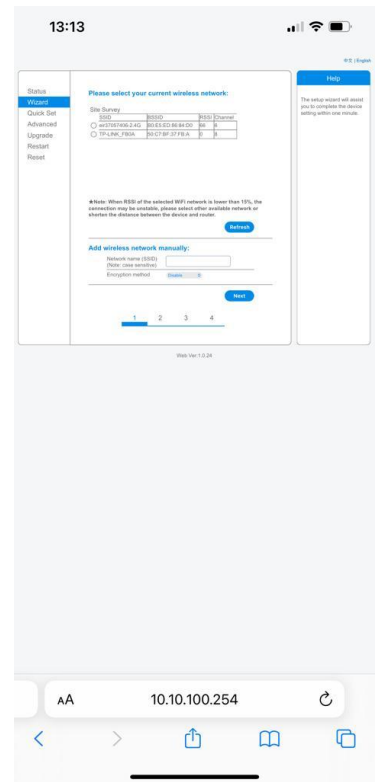 13:13
中文 | English
Status
Wizard
Quick Set
Advanced
Upgrade
Restart
Reset
Please select your current wireless network:
Site Survey
SSID BSSID RSSI Channel
TP-LINK_FB0A
★Note: When RSSI of the selected WiFi network is lower than 15%, the
connection may be unstable, please select other available network or
shorten the distance between the device and router.
Refresh
Add wireless network manually:
Network name (SSID)
(Note: case sensitive)
Encryption method Disable
Next
1 2 3 4
Help
The setup wizard will assist
you to complete the device
setting within one minute.
Web Ver:1.0.24
AA 10.10.100.254